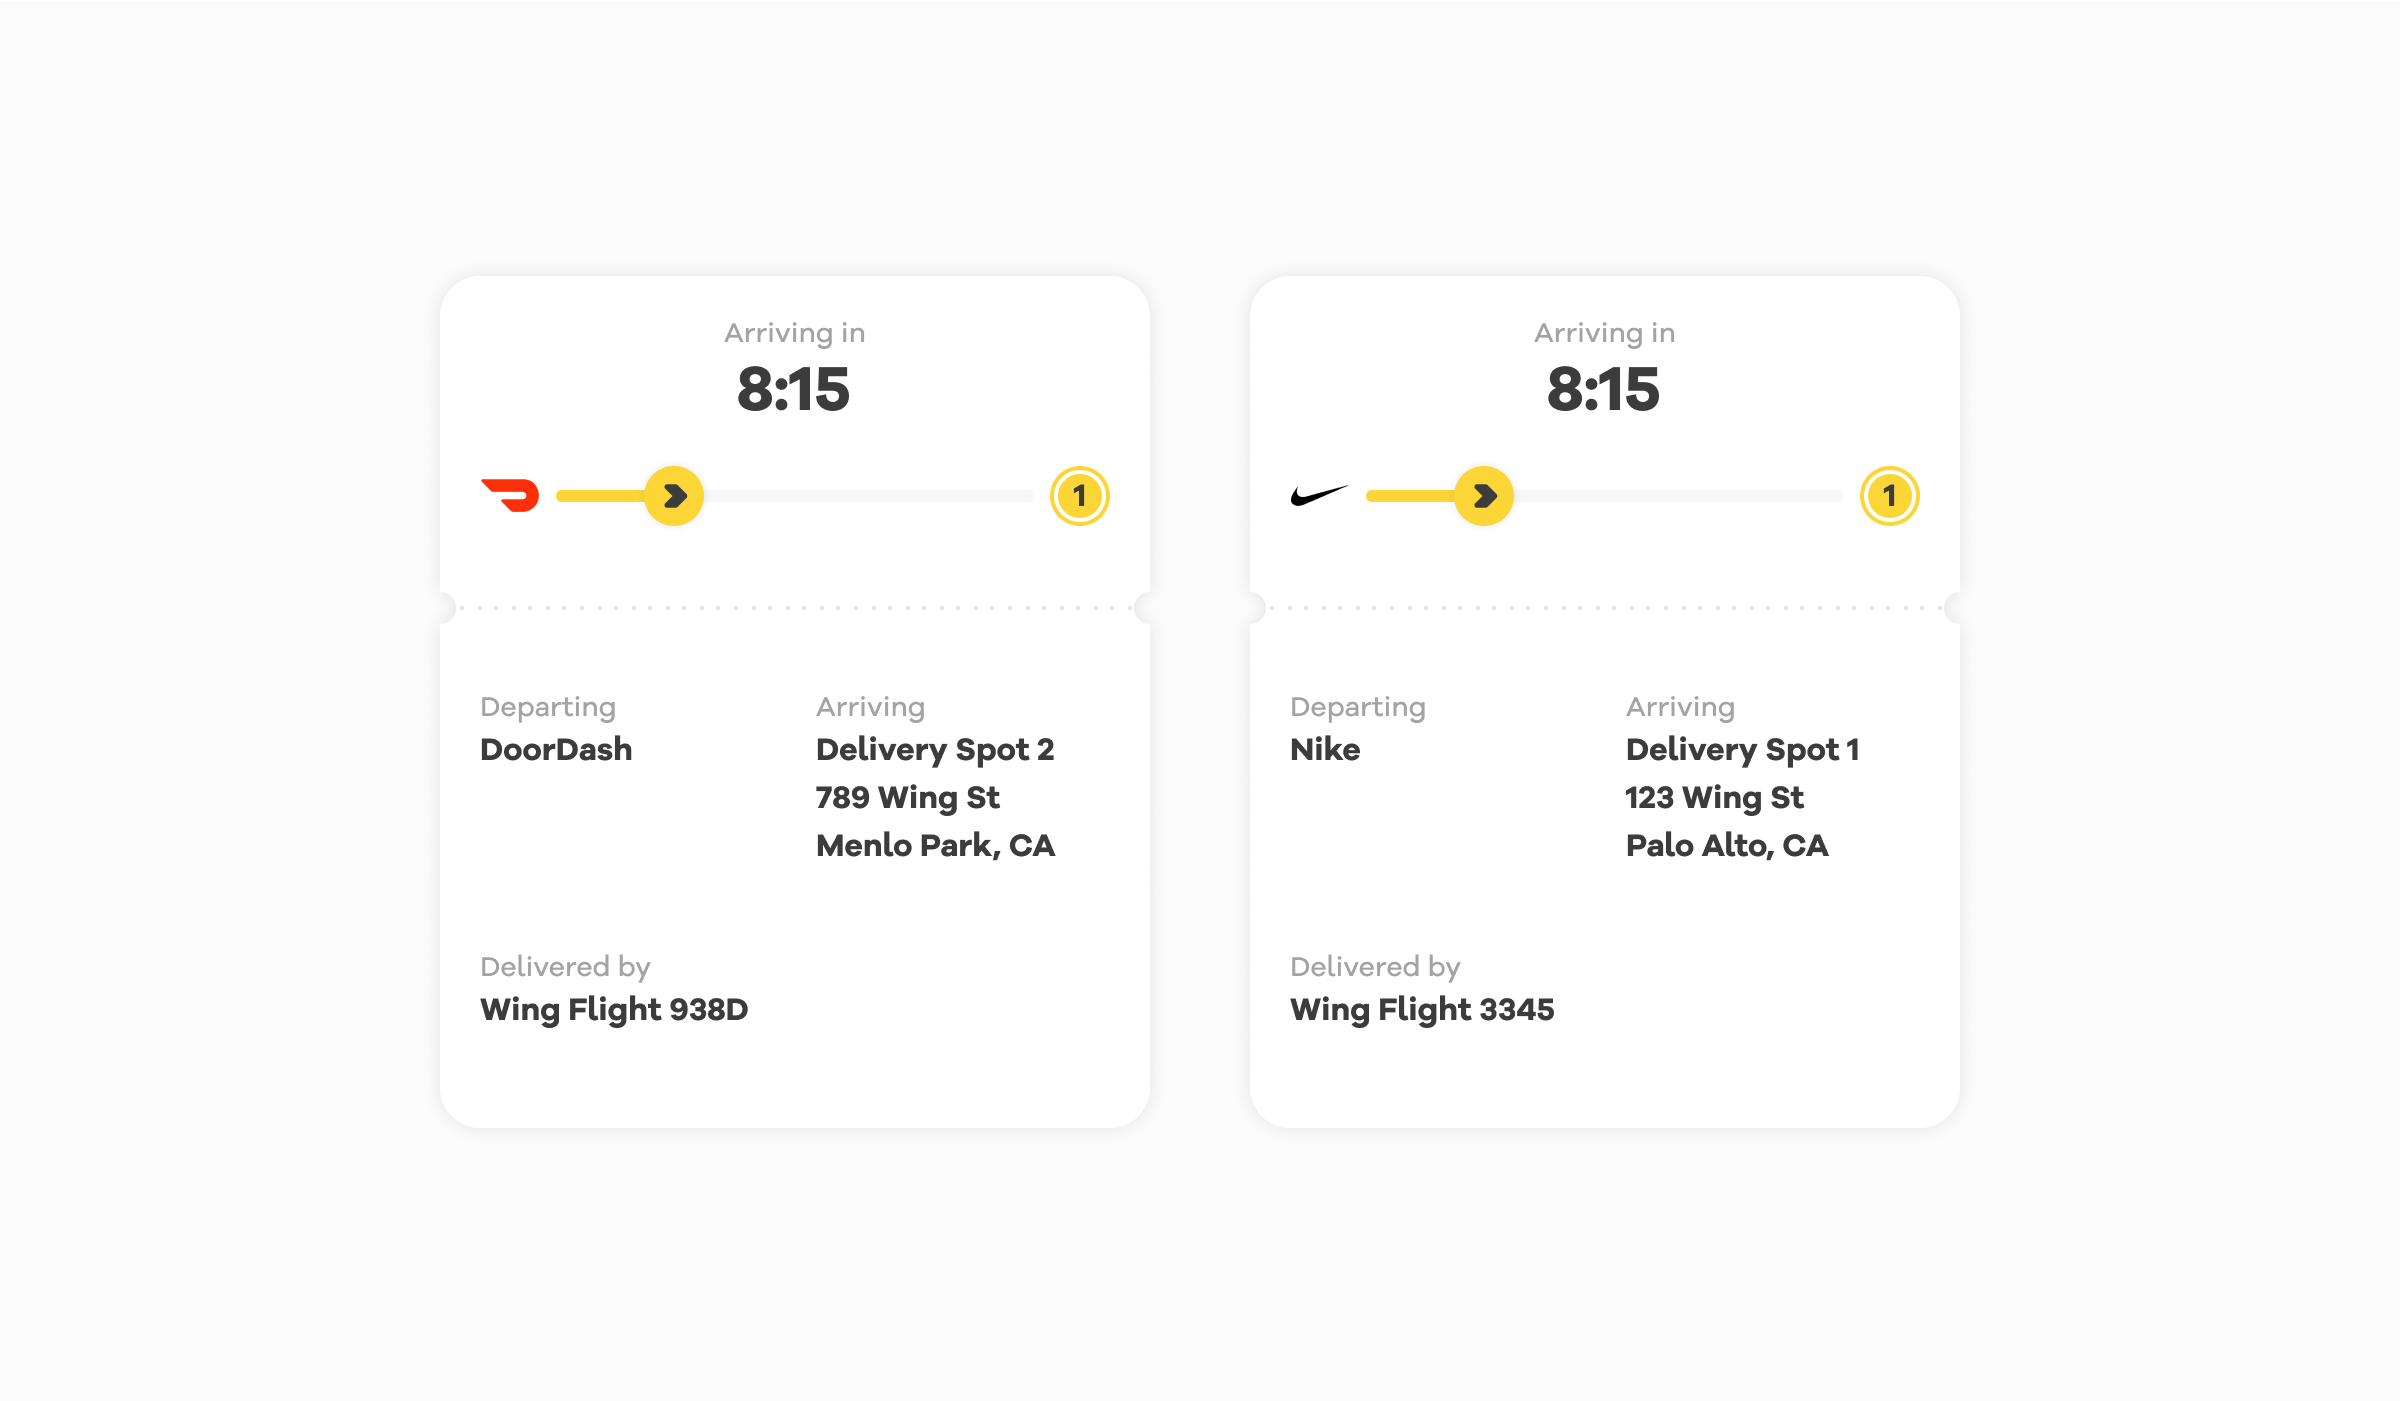 Arriving in
8:15
1
Departing
DoorDash
Arriving
Delivery Spot 2
789 Wing St
Menlo Park, CA
Delivered by
Wing Flight 938D
Arriving in
8:15
1
Departing
Nike
Arriving
Delivery Spot 1
123 Wing St
Palo Alto, CA
Delivered by
Wing Flight 3345